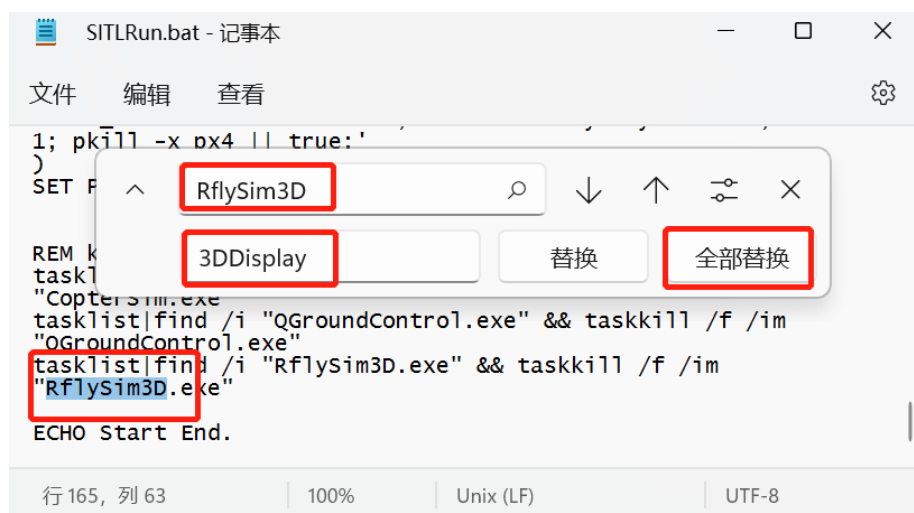 SITLRun.bat - 记事本
文件 编辑 查看
1; pkill -x px4 || true;'
)
SET
RflySim3D
3DDisplay 替换 全部替换
REM
"CopterSim.exe"
tasklist|find /i "QGroundControl.exe" && taskkill /f /im
"QGroundControl.exe"
tasklist|find /i "RflySim3D.exe" && taskkill /f /im
"RflySim3D.exe"
ECHO Start End.
行 165, 列 63 100% Unix (LF) UTF-8